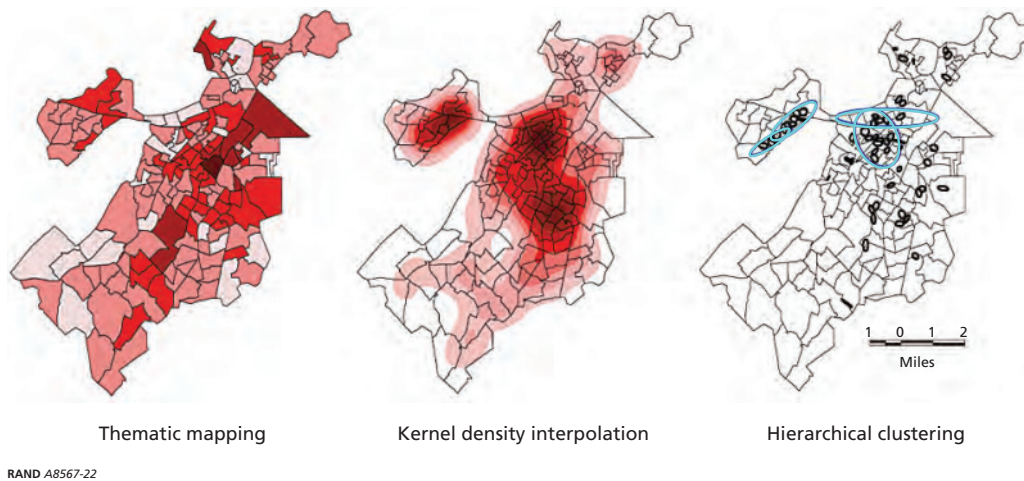 1 0 1 2
Miles
Thematic mapping
Kernel density interpolation
Hierarchical clustering
RAND A8567-22